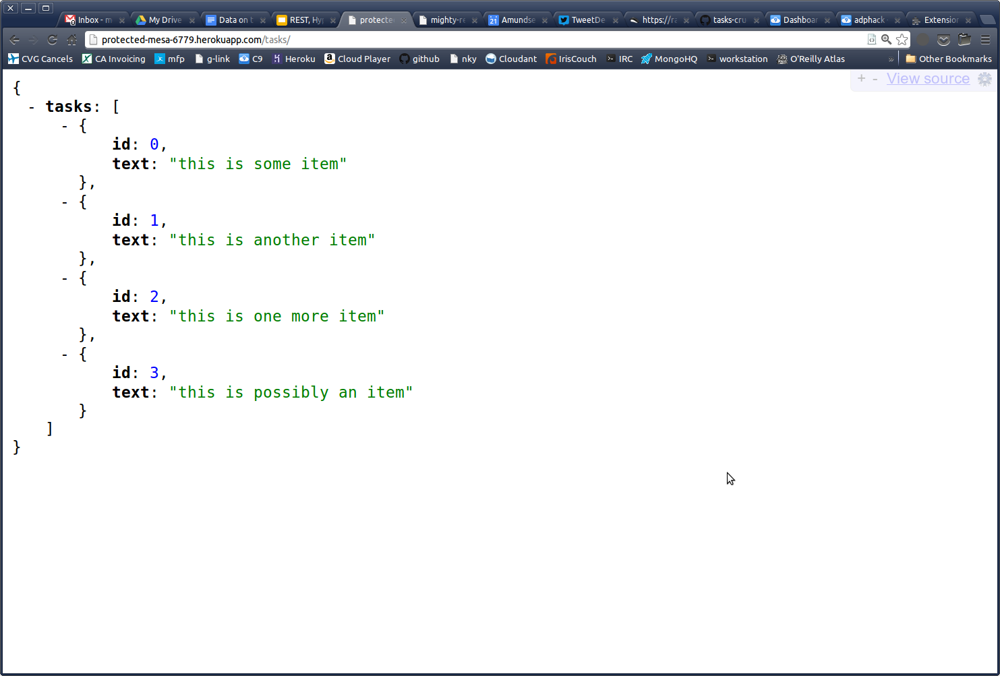 Inbox - m
My Drive
Data on t
REST, Hy
protecte
mighty-re
Amundse
TweetDe
https://ra
tasks-cru
Dashboar
adphack
Extension
protected-mesa-6779.herokuapp.com/tasks/
CVG Cancels CA Invoicing mfp g-link C9 Heroku Cloud Player github nky Cloudant IrisCouch IRC MongoHQ workstation O'Reilly Atlas » Other Bookmarks
+ - View source
{
- tasks: [
- {
id: 0,
text: "this is some item"
},
- {
id: 1,
text: "this is another item"
},
- {
id: 2,
text: "this is one more item"
},
- {
id: 3,
text: "this is possibly an item"
}
]
}